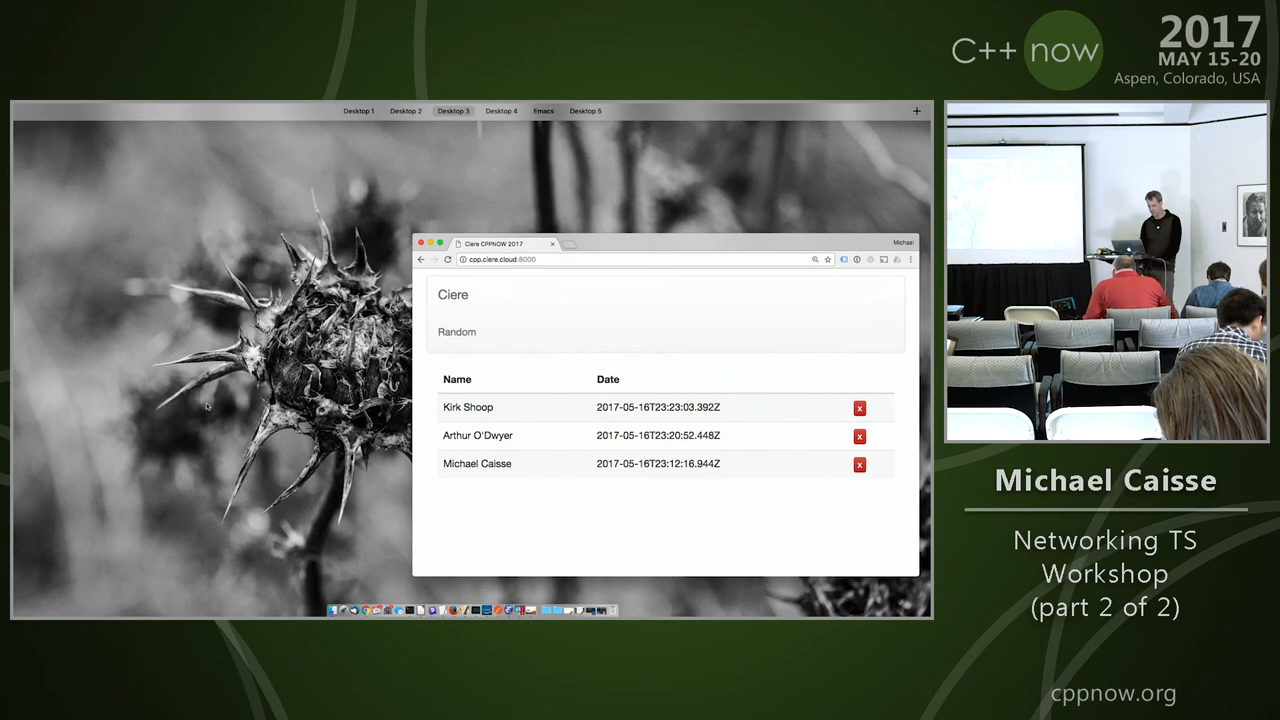 C++ now
2017
MAY 15-20
Aspen, Colorado, USA
Desktop 1 Desktop 2 Desktop 3 Desktop 4 Emacs Desktop 5
Ciere CPPNOW 2017
Michael
cpp.ciere.cloud:8000
Ciere
Random
Name Date
Kirk Shoop 2017-05-16T23:23:03.392Z x
Arthur O'Dwyer 2017-05-16T23:20:52.448Z x
Michael Caisse 2017-05-16T23:12:16.944Z x
Michael Caisse
Networking TS
Workshop
(part 2 of 2)
cppnow.org